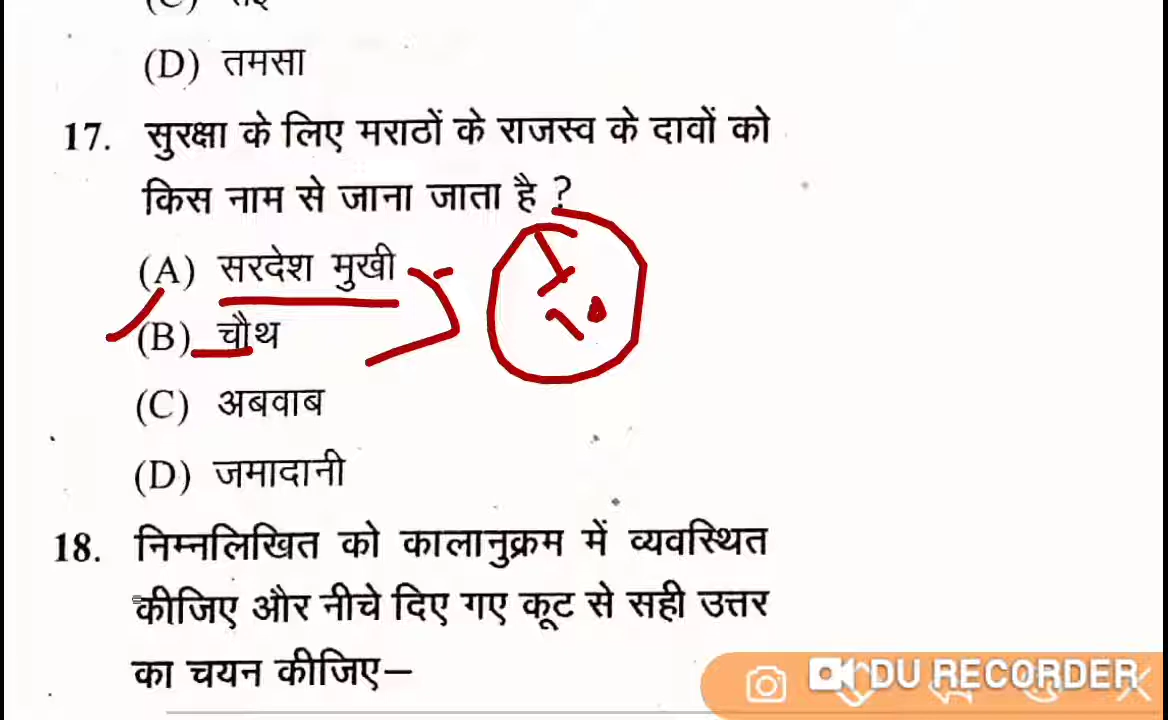 (D) तमसा
17. सुरक्षा के लिए मराठों के राजस्व के दावों को
किस नाम से जाना जाता है ?
(A) सरदेश मुखी
(B) चौथ
(C) अबवाब
(D) जमादानी
18. निम्नलिखित को कालानुक्रम में व्यवस्थित
कीजिए और नीचे दिए गए कूट से सही उत्तर
का चयन कीजिए–
DU RECORDER